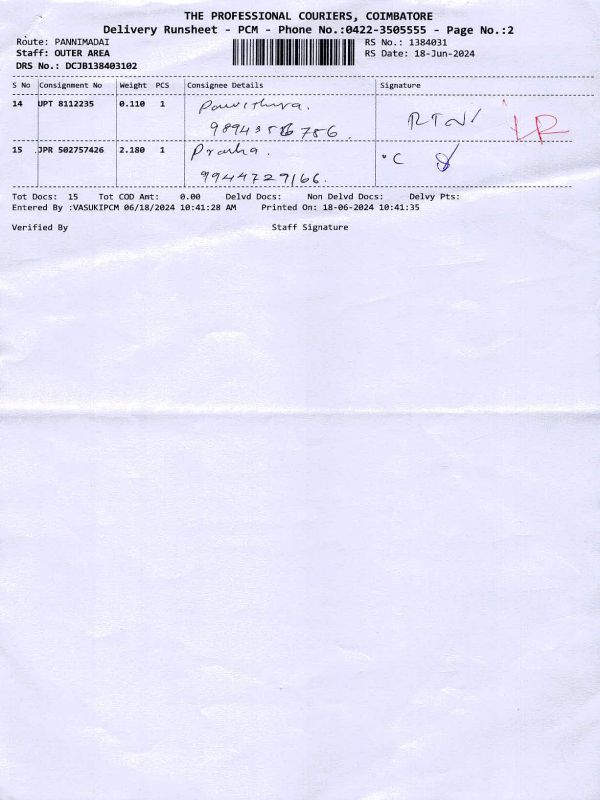 THE PROFESSIONAL COURIERS, COIMBATORE
Delivery Runsheet - PCM - Phone No.:0422-3505555 - Page No.:2
Route: PANNIMADAI RS No.: 1384031
Staff: OUTER AREA RS Date: 18-Jun-2024
DRS No.: DCJB138403102
S No Consignment No Weight PCS Consignee Details Signature
14 UPT 8112235 0.110 1 Pavithra.
RTN
15 JPR 502757426 2.180 1
°C
9944729166.
Tot Docs: 15 Tot COD Amt: 0.00 Delvd Docs: Non Delvd Docs: Delvy Pts:
Entered By :VASUKIPCM 06/18/2024 10:41:28 AM Printed On: 18-06-2024 10:41:35
Verified By Staff Signature